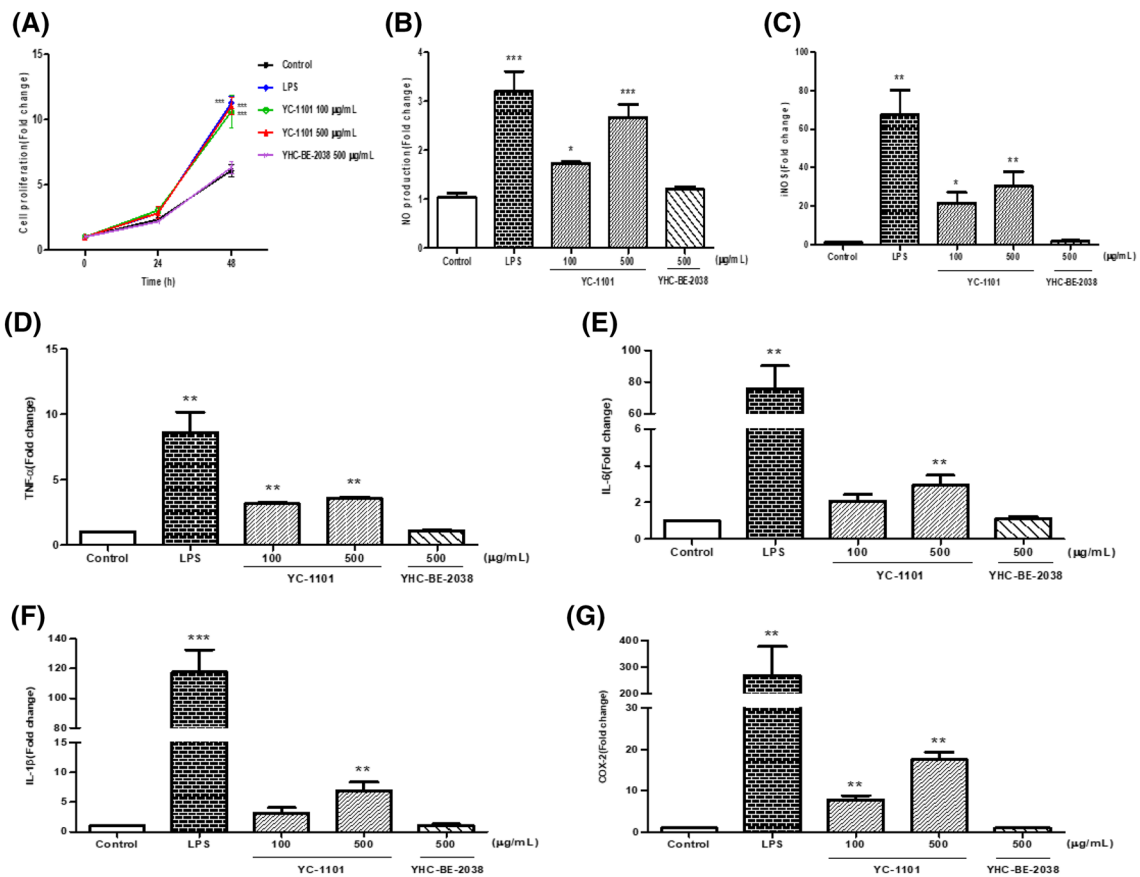 (A)
Cell proliferation(Fold change)
15
10
5
0
0
24
48
Time (h)
Control
LPS
YC-1101 100 μg/mL
YC-1101 500 μg/mL
YHC-BE-2038 500 μg/mL
***
***
***
(B)
NO production(Fold change)
4
3
2
1
0
***
*
***
Control
LPS
100
500
500
(μg/mL)
YC-1101
YHC-BE-2038
(C)
iNOS(Fold change)
100
80
60
40
20
0
**
*
**
Control
LPS
100
500
500
(μg/mL)
YC-1101
YHC-BE-2038
(D)
TNF-α(Fold change)
15
10
5
0
**
**
**
Control
LPS
100
500
500
(μg/mL)
YC-1101
YHC-BE-2038
(E)
IL-6(Fold change)
100
80
60
6
4
2
0
**
**
Control
LPS
100
500
500
(μg/mL)
YC-1101
YHC-BE-2038
(F)
IL-1β(Fold change)
140
120
100
80
15
10
5
0
***
**
Control
LPS
100
500
500
(μg/mL)
YC-1101
YHC-BE-2038
(G)
COX-2(Fold change)
400
300
200
30
20
10
0
**
**
**
Control
LPS
100
500
500
(μg/mL)
YC-1101
YHC-BE-2038